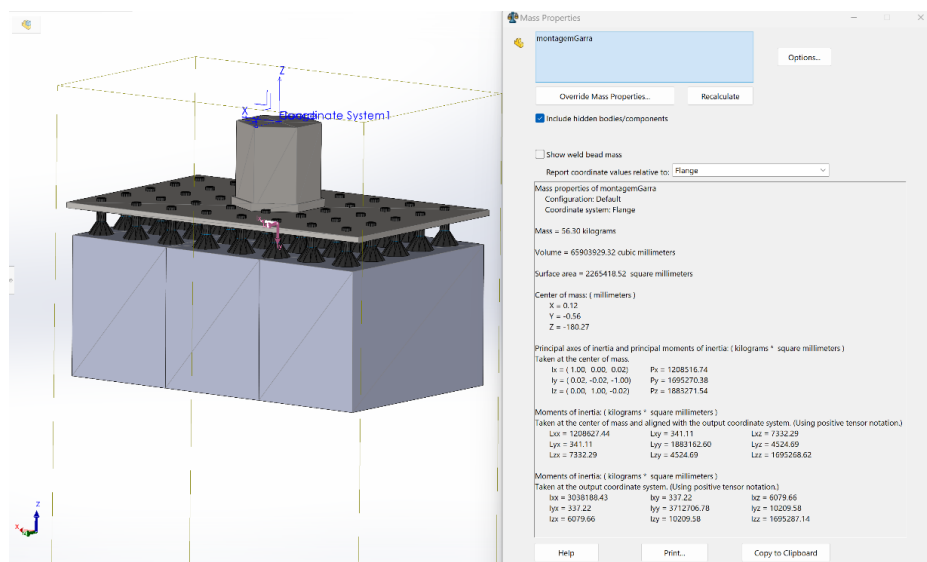 Z
X
Coordinate System1
Z
X
Mass Properties
montagemGarra
Options...
Override Mass Properties...
Recalculate
Include hidden bodies/components
Show weld bead mass
Report coordinate values relative to:
Flange
Mass properties of montagemGarra
Configuration: Default
Coordinate system: Flange
Mass = 56.30 kilograms
Volume = 65903929.32 cubic millimeters
Surface area = 2265418.52 square millimeters
Center of mass: ( millimeters )
X = 0.12
Y = -0.56
Z = -180.27
Principal axes of inertia and principal moments of inertia: ( kilograms * square millimeters )
Taken at the center of mass.
Ix = ( 1.00, 0.00, 0.02) Px = 1208516.74
Iy = ( 0.02, -0.02, -1.00) Py = 1695270.38
Iz = ( 0.00, 1.00, -0.02) Pz = 1883271.54
Moments of inertia: ( kilograms * square millimeters )
Taken at the center of mass and aligned with the output coordinate system. (Using positive tensor notation.)
Lxx = 1208627.44 Lxy = 341.11 Lxz = 7332.29
Lyx = 341.11 Lyy = 1883162.60 Lyz = 4524.69
Lzx = 7332.29 Lzy = 4524.69 Lzz = 1695268.62
Moments of inertia: ( kilograms * square millimeters )
Taken at the output coordinate system. (Using positive tensor notation.)
Ixx = 3038188.43 Ixy = 337.22 Ixz = 6079.66
Iyx = 337.22 Iyy = 3712706.78 Iyz = 10209.58
Izx = 6079.66 Izy = 10209.58 Izz = 1695287.14
Help
Print...
Copy to Clipboard